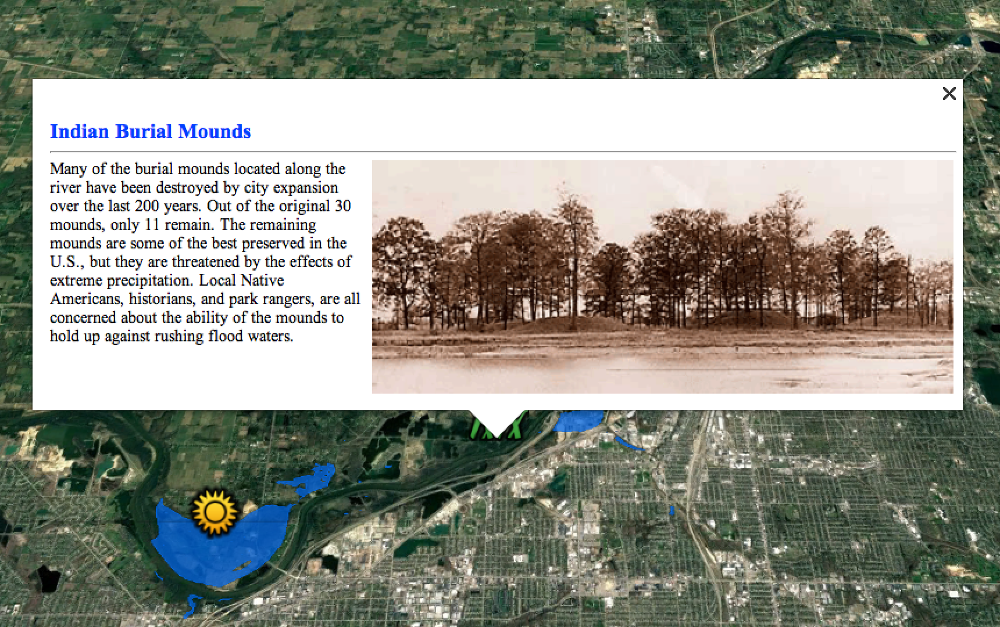 Indian Burial Mounds
Many of the burial mounds located along the
river have been destroyed by city expansion
over the last 200 years. Out of the original 30
mounds, only 11 remain. The remaining
mounds are some of the best preserved in the
U.S., but they are threatened by the effects of
extreme precipitation. Local Native
Americans, historians, and park rangers, are all
concerned about the ability of the mounds to
hold up against rushing flood waters.